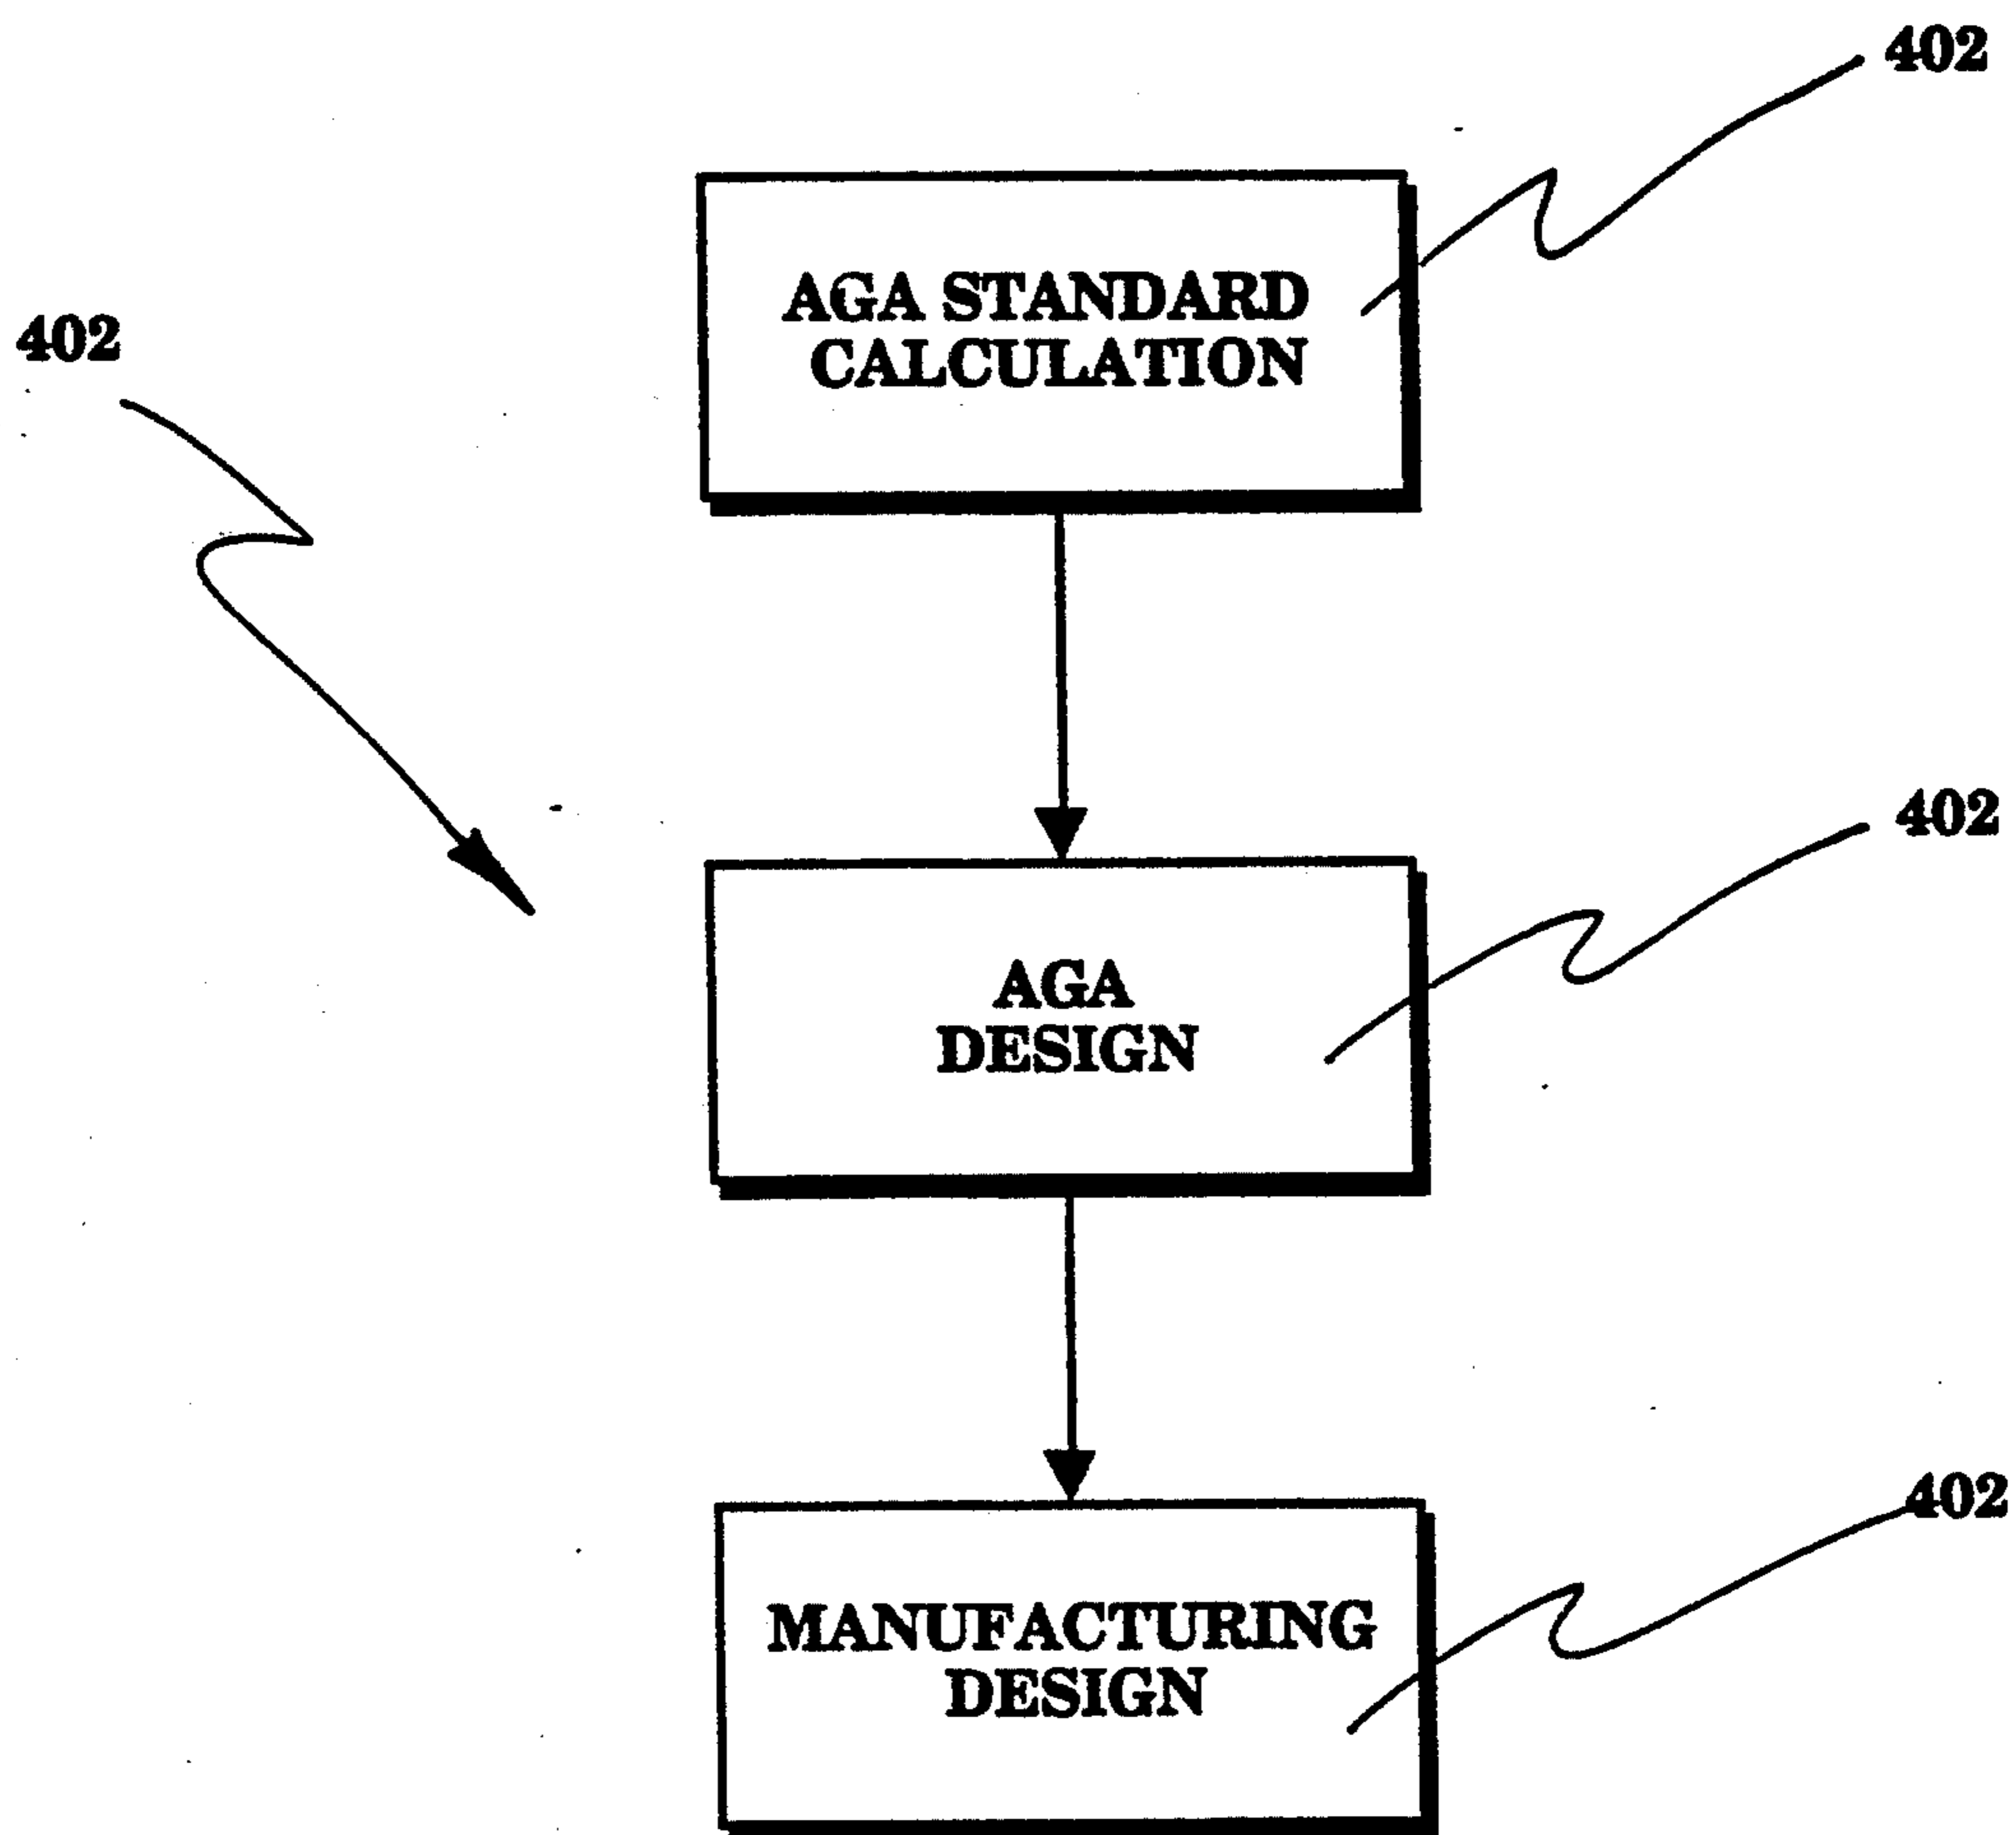 402
AGA STANDARD
CALCULATION
402
402
AGA
DESIGN
402
MANUFACTURING
DESIGN